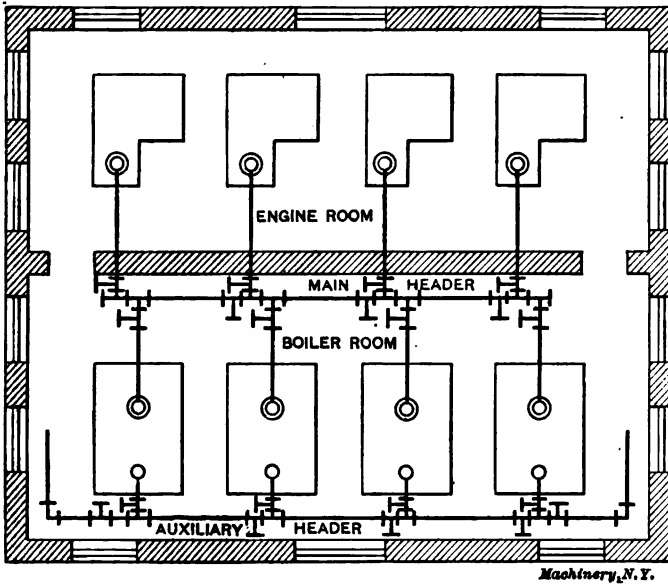 ENGINE ROOM
MAIN HEADER
BOILER ROOM
AUXILIARY HEADER
Machinery, N.Y.